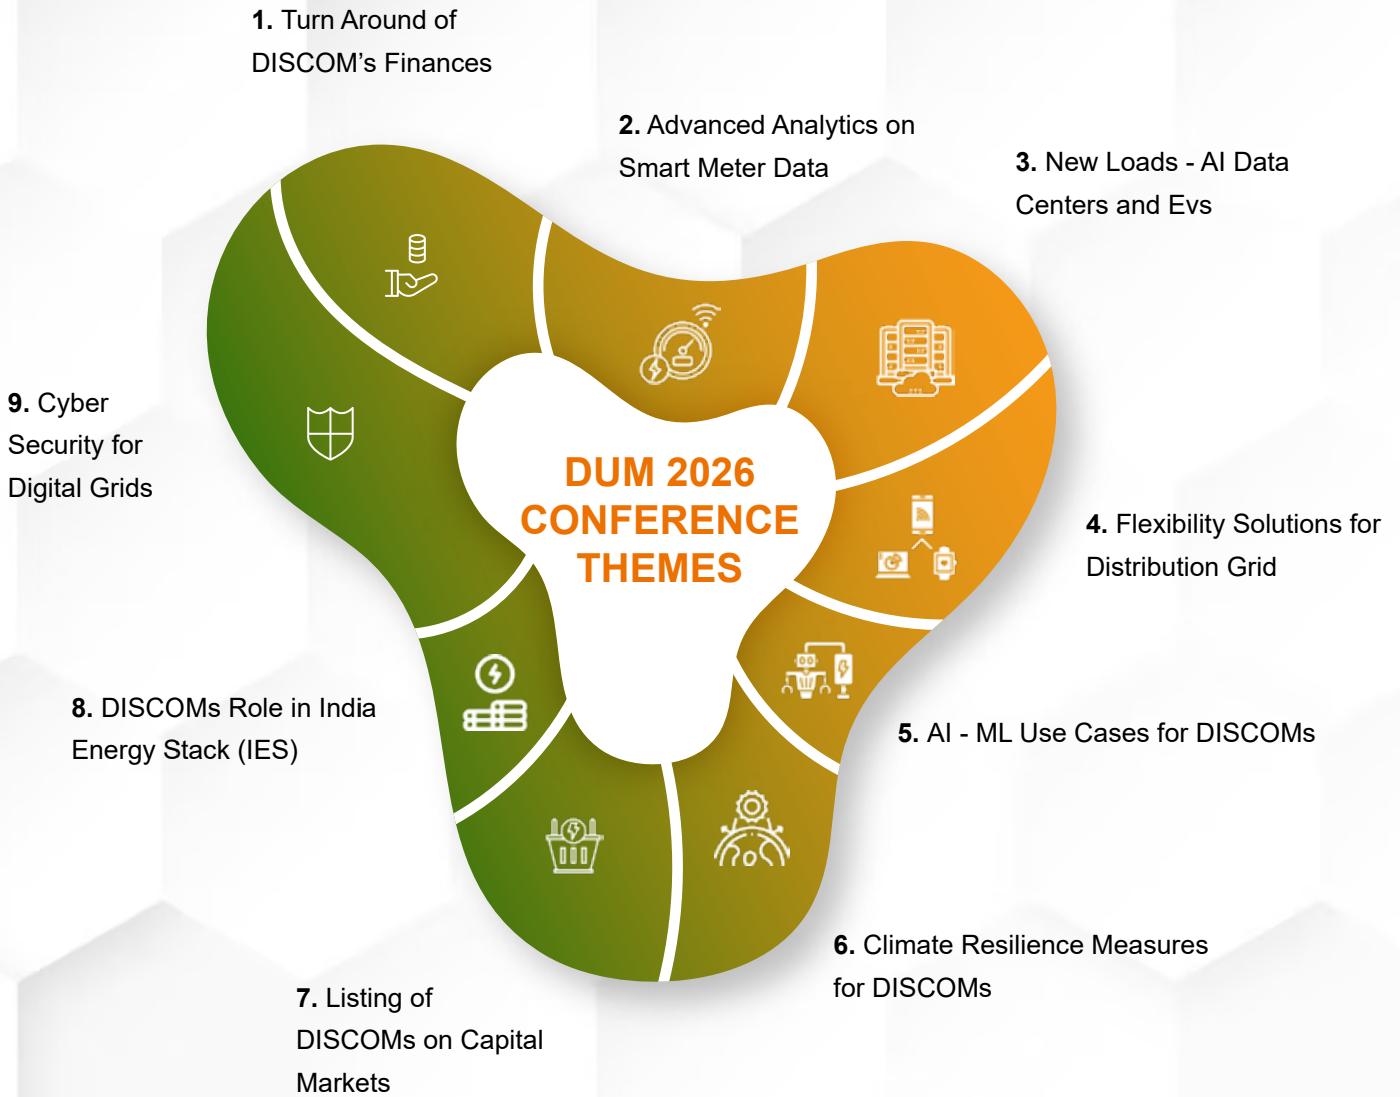 1. Turn Around of
DISCOM’s Finances
2. Advanced Analytics on
Smart Meter Data
3. New Loads - AI Data
Centers and Evs
DUM 2026
CONFERENCE
THEMES
4. Flexibility Solutions for
Distribution Grid
5. AI - ML Use Cases for DISCOMs
6. Climate Resilience Measures
for DISCOMs
7. Listing of
DISCOMs on Capital
Markets
8. DISCOMs Role in India
Energy Stack (IES)
9. Cyber
Security for
Digital Grids